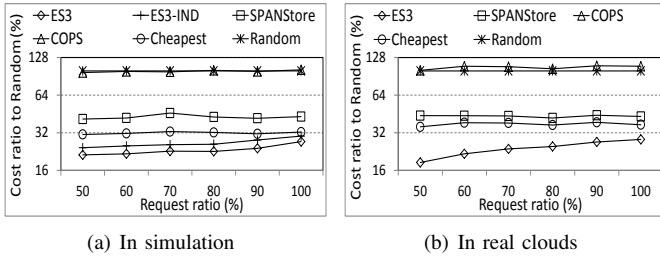 ES3 ES3-IND SPANStore
COPS Cheapest Random
Cost ratio to Random (%)
128
64
32
16
50 60 70 80 90 100
Request ratio (%)
(a) In simulation
ES3 SPANStore COPS
Cheapest Random
Cost ratio to Random (%)
128
64
32
16
50 60 70 80 90 100
Request ratio (%)
(b) In real clouds